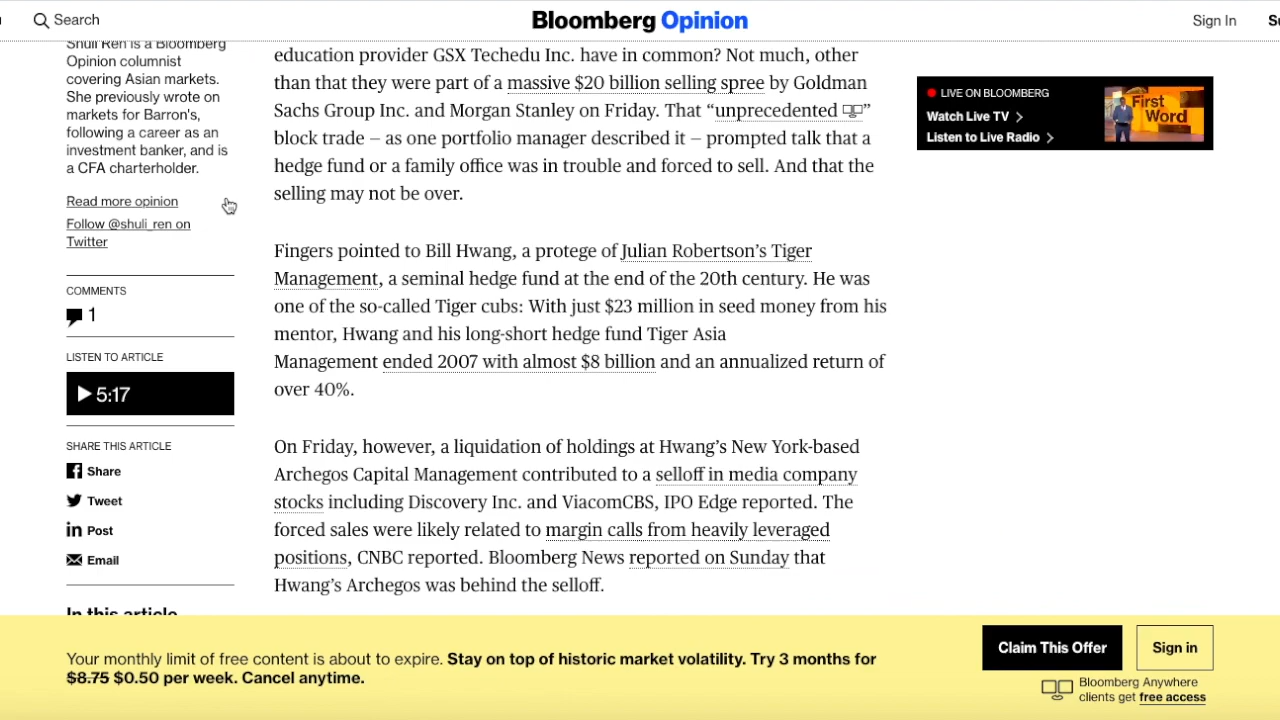 Search
Bloomberg Opinion
Sign In
Shuli Ren is a Bloomberg
Opinion columnist
covering Asian markets.
She previously wrote on
markets for Barron's,
following a career as an
investment banker, and is
a CFA charterholder.
Read more opinion
Follow @shuli_ren on
Twitter
COMMENTS
1
LISTEN TO ARTICLE
5:17
SHARE THIS ARTICLE
Share
Tweet
Post
Email
In this article
education provider GSX Techedu Inc. have in common? Not much, other
than that they were part of a massive $20 billion selling spree by Goldman
Sachs Group Inc. and Morgan Stanley on Friday. That “unprecedented ”
block trade – as one portfolio manager described it – prompted talk that a
hedge fund or a family office was in trouble and forced to sell. And that the
selling may not be over.
Fingers pointed to Bill Hwang, a protege of Julian Robertson’s Tiger
Management, a seminal hedge fund at the end of the 20th century. He was
one of the so-called Tiger cubs: With just $23 million in seed money from his
mentor, Hwang and his long-short hedge fund Tiger Asia
Management ended 2007 with almost $8 billion and an annualized return of
over 40%.
On Friday, however, a liquidation of holdings at Hwang’s New York-based
Archegos Capital Management contributed to a selloff in media company
stocks including Discovery Inc. and ViacomCBS, IPO Edge reported. The
forced sales were likely related to margin calls from heavily leveraged
positions, CNBC reported. Bloomberg News reported on Sunday that
Hwang’s Archegos was behind the selloff.
LIVE ON BLOOMBERG
Watch Live TV
Listen to Live Radio
First
Word
Your monthly limit of free content is about to expire. Stay on top of historic market volatility. Try 3 months for
$8.75 $0.50 per week. Cancel anytime.
Claim This Offer
Sign in
Bloomberg Anywhere
clients get free access